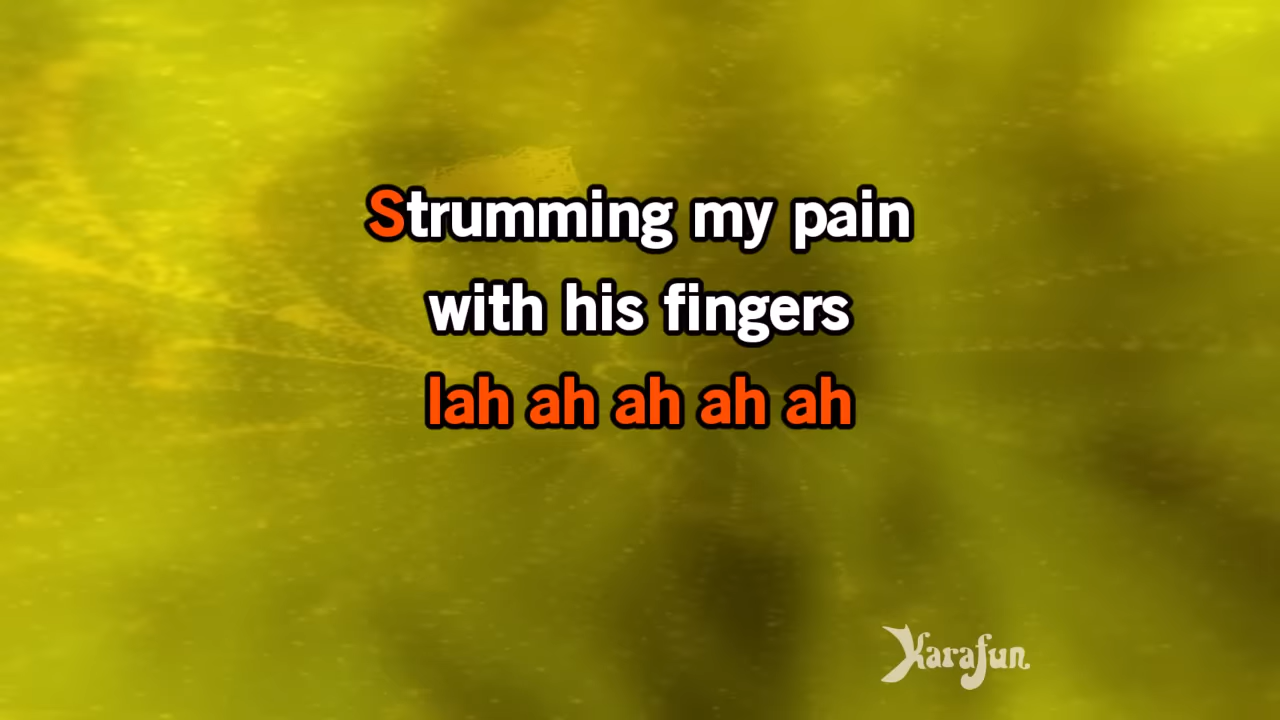 Strumming my pain
with his fingers
lah ah ah ah ah
Karafun